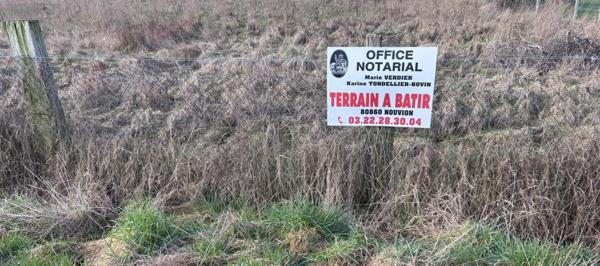 OFFICE
NOTARIAL
Marie VERDIER
Karine TONDELLIER-BOVIN
TERRAIN A BATIR
80860 NOUVION
03.22.28.30.04